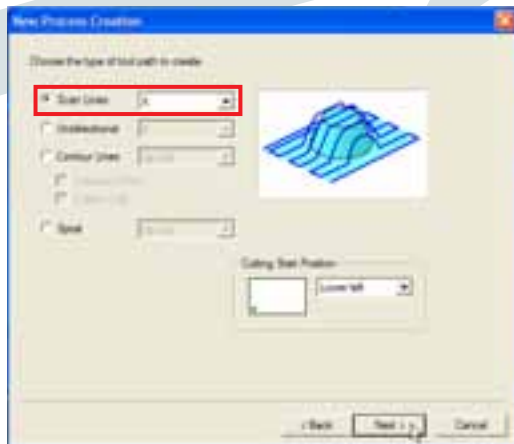 New Process Creation
Choose the type of tool path to create
Scan Lines X
Unidirectional
Contour Lines
Spiral
Cutting Start Position
Lower left
< Back Next > Cancel